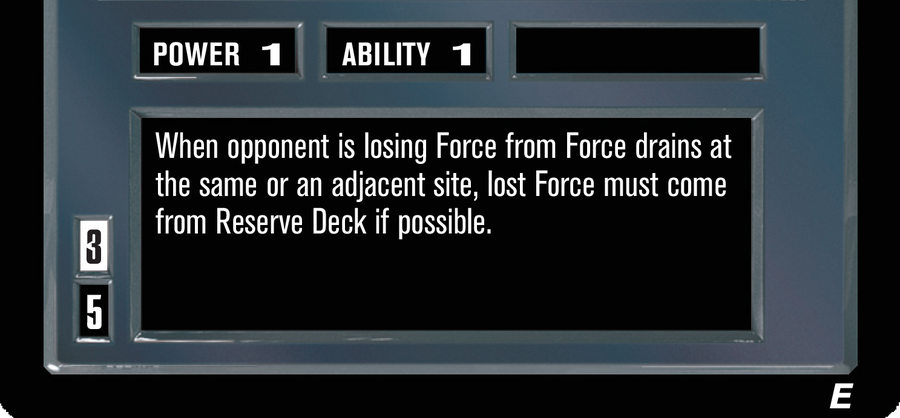 POWER 1 ABILITY 1
When opponent is losing Force from Force drains at
the same or an adjacent site, lost Force must come
from Reserve Deck if possible.
3
5
E